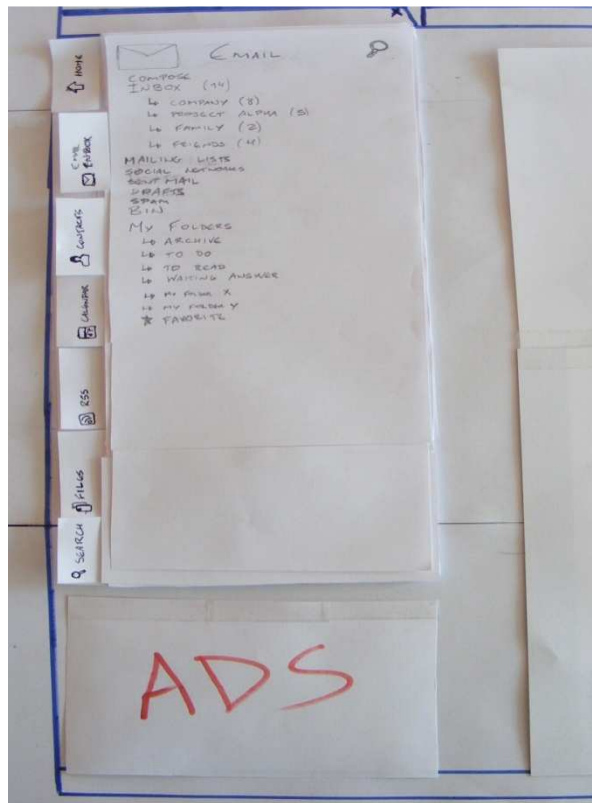 EMAIL
COMPOSE
INBOX (14)
↳ COMPANY (8)
↳ PROJECT ALPHA (5)
↳ FAMILY (2)
↳ FRIENDS (4)
MAILING LISTS
SOCIAL NETWORKS
SENT MAIL
DRAFTS
SPAM
BIN
MY FOLDERS
↳ ARCHIVE
↳ TO DO
↳ TO READ
↳ WAITING ANSWER
↳ MY FOLDER X
↳ MY FOLDER Y
★ FAVORITE
HOME
EMAIL
INBOX
CONTACTS
CALENDAR
RSS
FILES
SEARCH
ADS